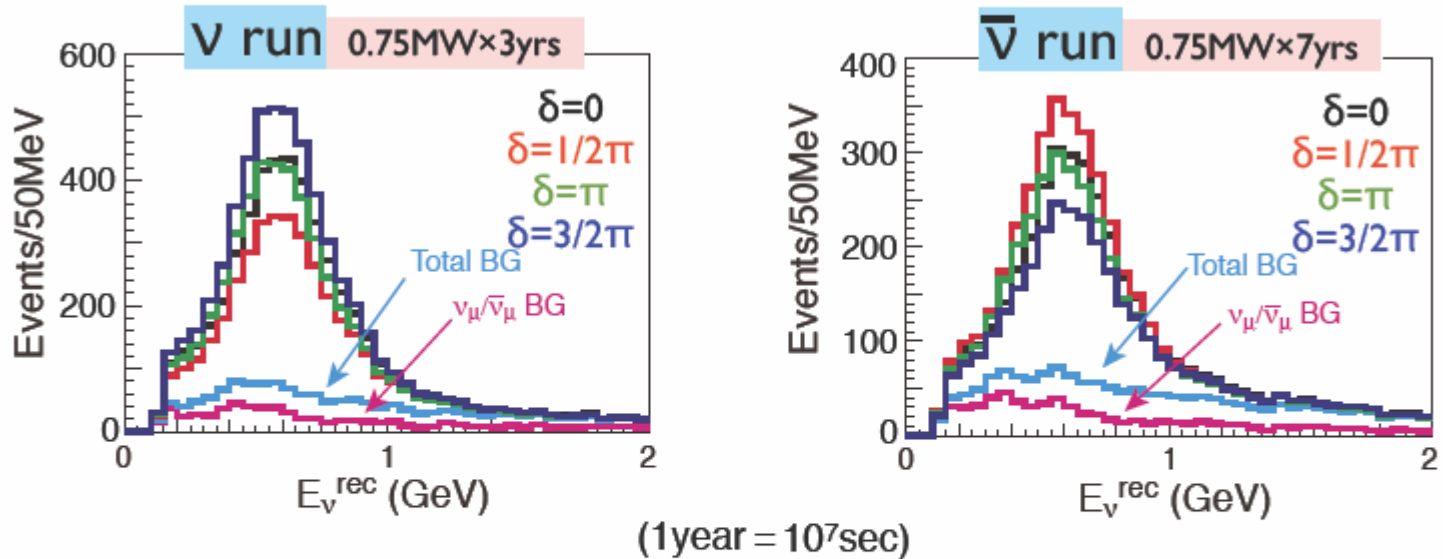 ν run 0.75MW×3yrs
600
400
200
0
Events/50MeV
δ=0
δ=1/2π
δ=π
δ=3/2π
Total BG
νμ/ν̅μ BG
0 1 2
Eνrec (GeV)
ν̅ run 0.75MW×7yrs
400
300
200
100
0
Events/50MeV
δ=0
δ=1/2π
δ=π
δ=3/2π
Total BG
νμ/ν̅μ BG
0 1 2
Eνrec (GeV)
(1year = 10⁷sec)